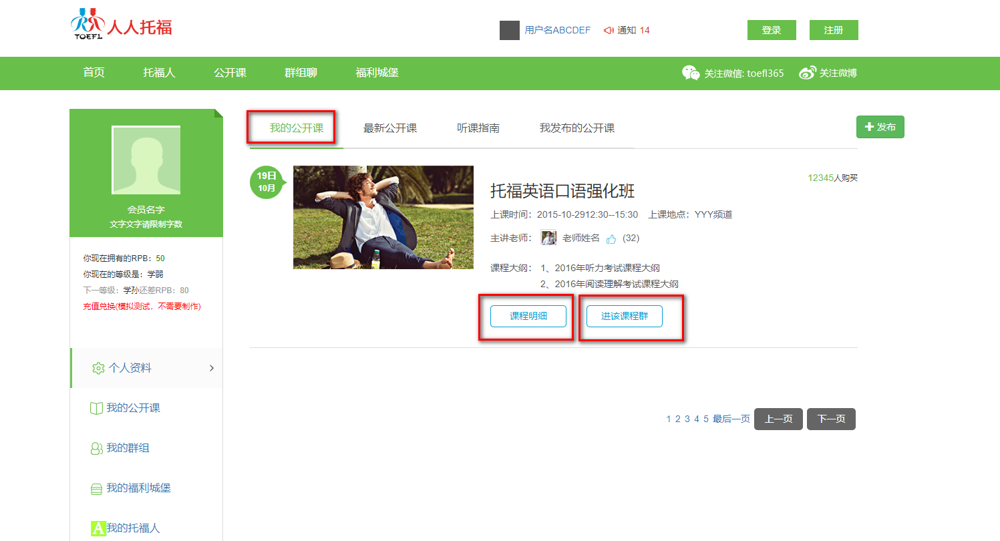 TOEFL 人人托福
用户名ABCDEF 通知 14 登录 注册
首页 托福人 公开课 群组聊 福利城堡 关注微信: toefl365 关注微博
会员名字
文字文字请限制字数
你现在拥有的RPB：50
你现在的等级是：学弱
下一等级：学孙还差RPB：80
充值兑换(模拟测试，不需要制作)
个人资料
我的公开课
我的群组
我的福利城堡
A我的托福人
我的公开课 最新公开课 听课指南 我发布的公开课 发布
19日
10月
托福英语口语强化班
12345人购买
上课时间：2015-10-2912:30--15:30 上课地点：YYY频道
主讲老师： 老师姓名 (32)
课程大纲： 1、2016年听力考试课程大纲
2、2016年阅读理解考试课程大纲
课程明细 进该课程群
1 2 3 4 5 最后一页 上一页 下一页